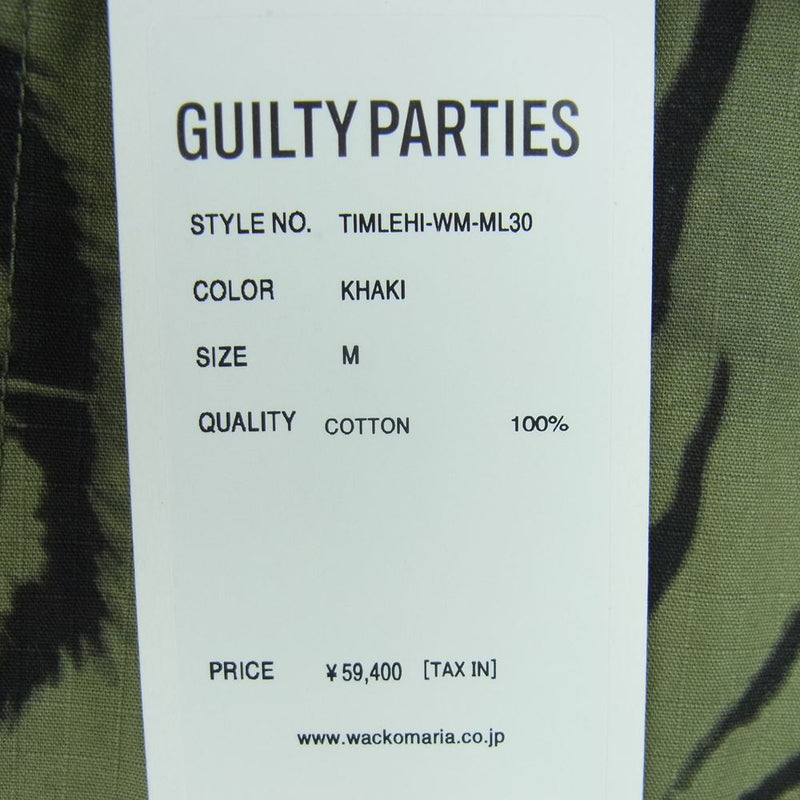 GUILTY PARTIES
STYLE NO. TIMLEHI-WM-ML30
COLOR KHAKI
SIZE M
QUALITY COTTON 100%
PRICE ¥59,400 [TAX IN]
www.wackomaria.co.jp